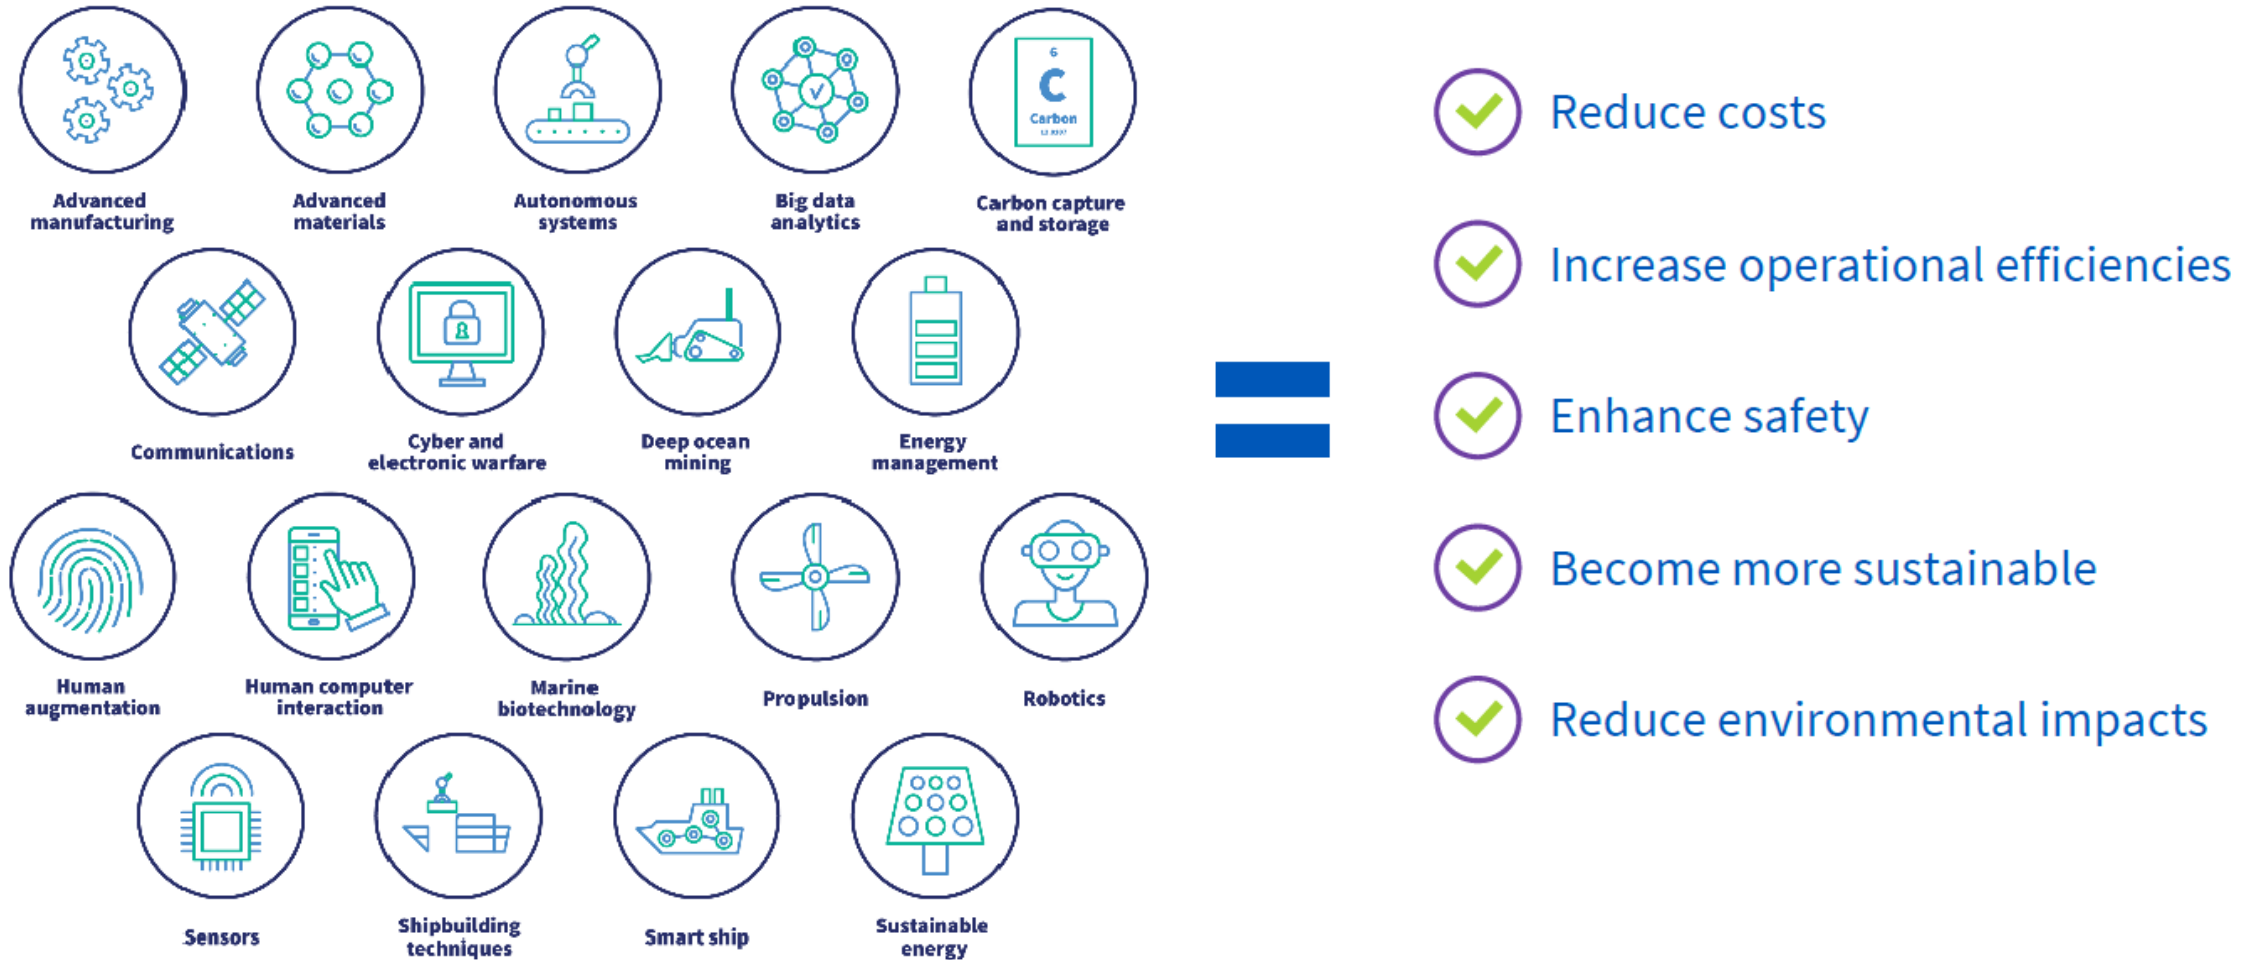 6
C
Carbon
Advanced
manufacturing
Advanced
materials
Autonomous
systems
Big data
analytics
Carbon capture
and storage
Communications
Cyber and
electronic warfare
Deep ocean
mining
Energy
management
Human
augmentation
Human computer
interaction
Marine
biotechnology
Propulsion
Robotics
Sensors
Shipbuilding
techniques
Smart ship
Sustainable
energy
Reduce costs
Increase operational efficiencies
Enhance safety
Become more sustainable
Reduce environmental impacts